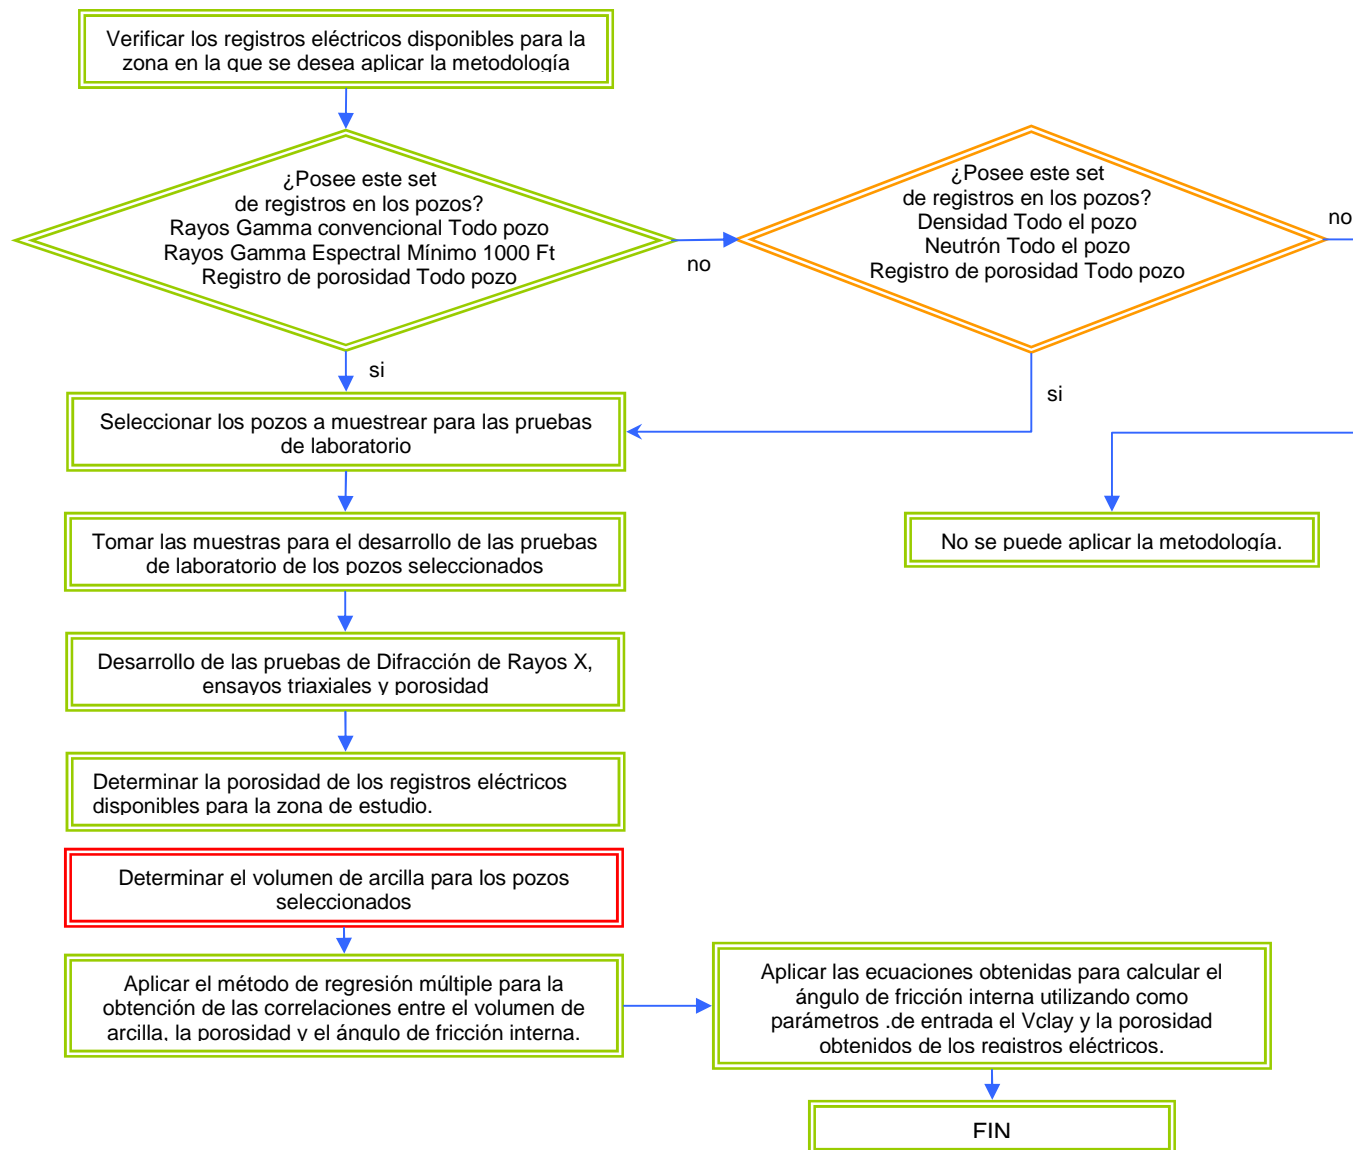 Verificar los registros eléctricos disponibles para la
zona en la que se desea aplicar la metodología
¿Posee este set
de registros en los pozos?
Rayos Gamma convencional Todo pozo
Rayos Gamma Espectral Mínimo 1000 Ft
Registro de porosidad Todo pozo
no
si
¿Posee este set
de registros en los pozos?
Densidad Todo el pozo
Neutrón Todo el pozo
Registro de porosidad Todo pozo
no
si
Seleccionar los pozos a muestrear para las pruebas
de laboratorio
Tomar las muestras para el desarrollo de las pruebas
de laboratorio de los pozos seleccionados
No se puede aplicar la metodología.
Desarrollo de las pruebas de Difracción de Rayos X,
ensayos triaxiales y porosidad
Determinar la porosidad de los registros eléctricos
disponibles para la zona de estudio.
Determinar el volumen de arcilla para los pozos
seleccionados
Aplicar el método de regresión múltiple para la
obtención de las correlaciones entre el volumen de
arcilla, la porosidad y el ángulo de fricción interna.
Aplicar las ecuaciones obtenidas para calcular el
ángulo de fricción interna utilizando como
parámetros .de entrada el Vclay y la porosidad
obtenidos de los registros eléctricos.
FIN